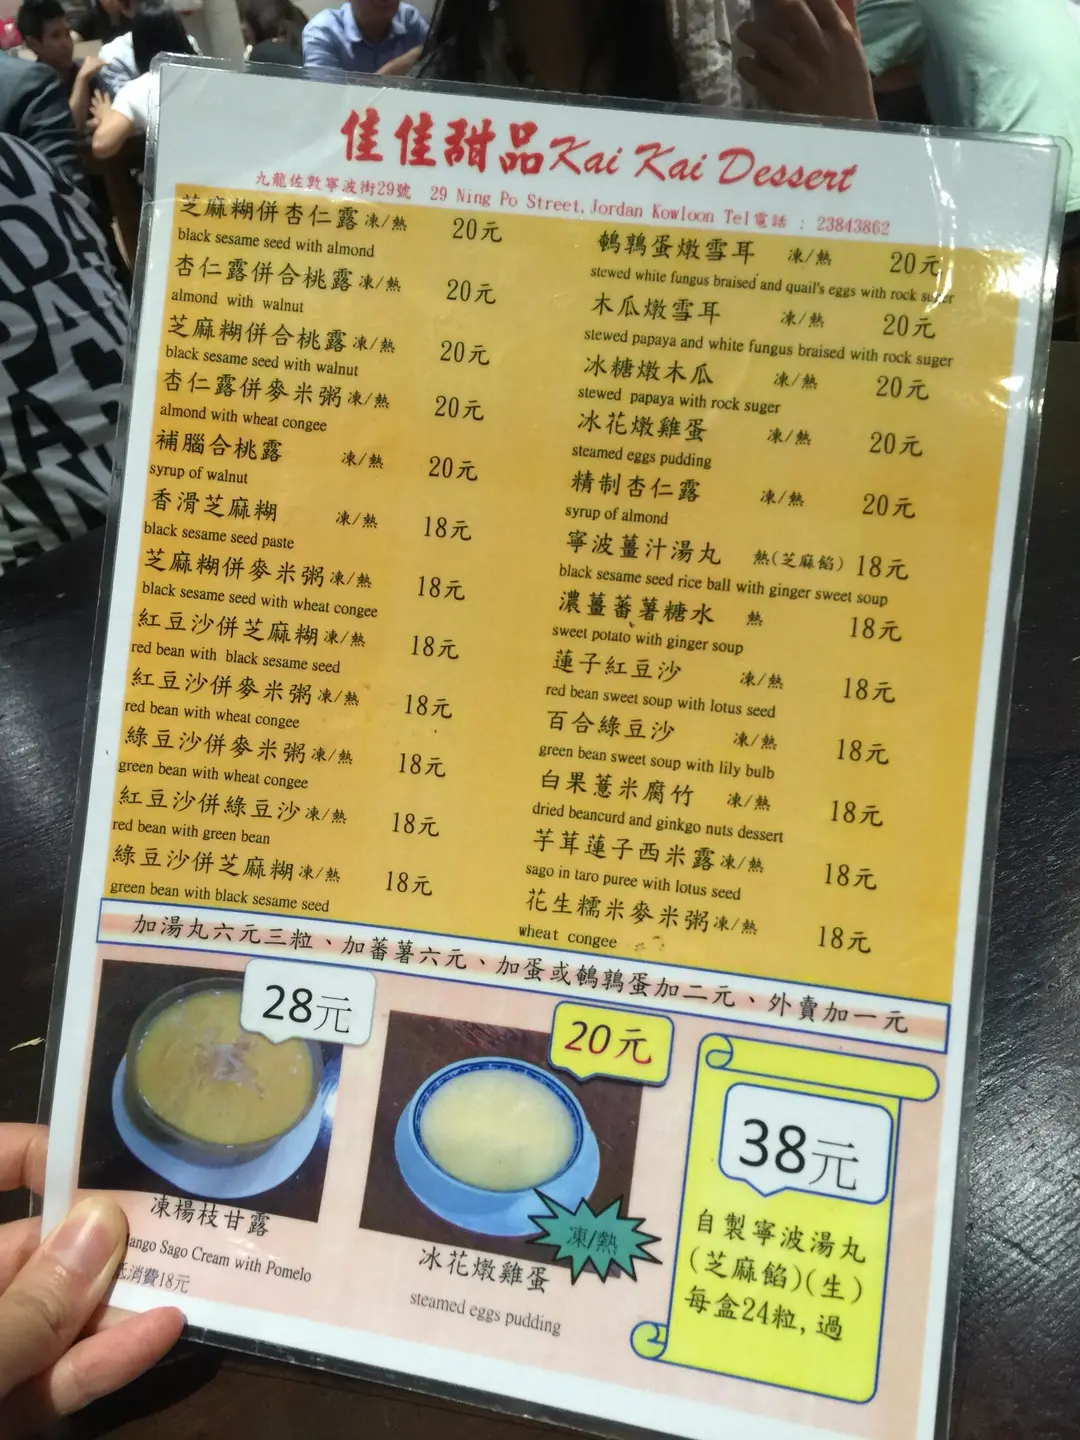 佳佳甜品 Kai Kai Dessert
九龍佐敦寧波街29號 29 Ning Po Street,Jordan Kowloon Tel電話 : 23843862
芝麻糊併杏仁露 凍/熱 20元
black sesame seed with almond
杏仁露併合桃露 凍/熱 20元
almond with walnut
芝麻糊併合桃露 凍/熱 20元
black sesame seed with walnut
杏仁露併麥米粥 凍/熱 20元
almond with wheat congee
補腦合桃露 凍/熱 20元
syrup of walnut
香滑芝麻糊 凍/熱 18元
black sesame seed paste
芝麻糊併麥米粥 凍/熱 18元
black sesame seed with wheat congee
紅豆沙併芝麻糊 凍/熱 18元
red bean with black sesame seed
紅豆沙併麥米粥 凍/熱 18元
red bean with wheat congee
綠豆沙併麥米粥 凍/熱 18元
green bean with wheat congee
紅豆沙併綠豆沙 凍/熱 18元
red bean with green bean
綠豆沙併芝麻糊 凍/熱 18元
green bean with black sesame seed
鵪鶉蛋燉雪耳 凍/熱 20元
stewed white fungus braised and quail's eggs with rock suger
木瓜燉雪耳 凍/熱 20元
stewed papaya and white fungus braised with rock suger
冰糖燉木瓜 凍/熱 20元
stewed papaya with rock suger
冰花燉雞蛋 凍/熱 20元
steamed eggs pudding
精制杏仁露 凍/熱 20元
syrup of almond
寧波薑汁湯丸 熱(芝麻餡) 18元
black sesame seed rice ball with ginger sweet soup
濃薑蕃薯糖水 熱 18元
sweet potato with ginger soup
蓮子紅豆沙 凍/熱 18元
red bean sweet soup with lotus seed
百合綠豆沙 凍/熱 18元
green bean sweet soup with lily bulb
白果薏米腐竹 凍/熱 18元
dried beancurd and ginkgo nuts dessert
芋茸蓮子西米露 凍/熱 18元
sago in taro puree with lotus seed
花生糯米麥米粥 凍/熱 18元
wheat congee
加湯丸六元三粒、加蕃薯六元、加蛋或鵪鶉蛋加二元、外賣加一元
28元
凍楊枝甘露
ango Sago Cream with Pomelo
消費18元
20元
凍/熱
冰花燉雞蛋
steamed eggs pudding
38元
自製寧波湯丸
(芝麻餡)(生)
每盒24粒,過